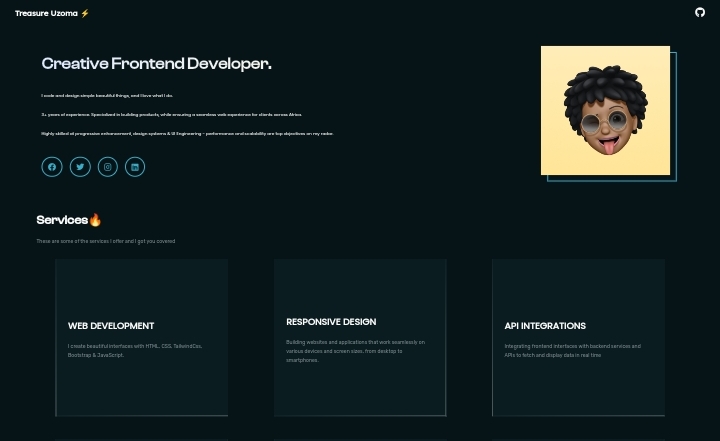 Treasure Uzoma ⚡
Creative Frontend Developer.
I code and design simple beautiful things, and I love what I do.
3+ years of experience. Specialized in building products, while ensuring a seamless web experience for clients across Africa.
Highly skilled at progressive enhancement, design systems & UI Engineering - performance and scalability are top objectives on my radar.
Services🔥
These are some of the services I offer and I got you covered
WEB DEVELOPMENT
I create beautiful interfaces with HTML, CSS, TailwindCss,
Bootstrap & JavaScript.
RESPONSIVE DESIGN
Building websites and applications that work seamlessly on
various devices and screen sizes, from desktop to
smartphones.
API INTEGRATIONS
Integrating frontend interfaces with backend services and
APIs to fetch and display data in real time